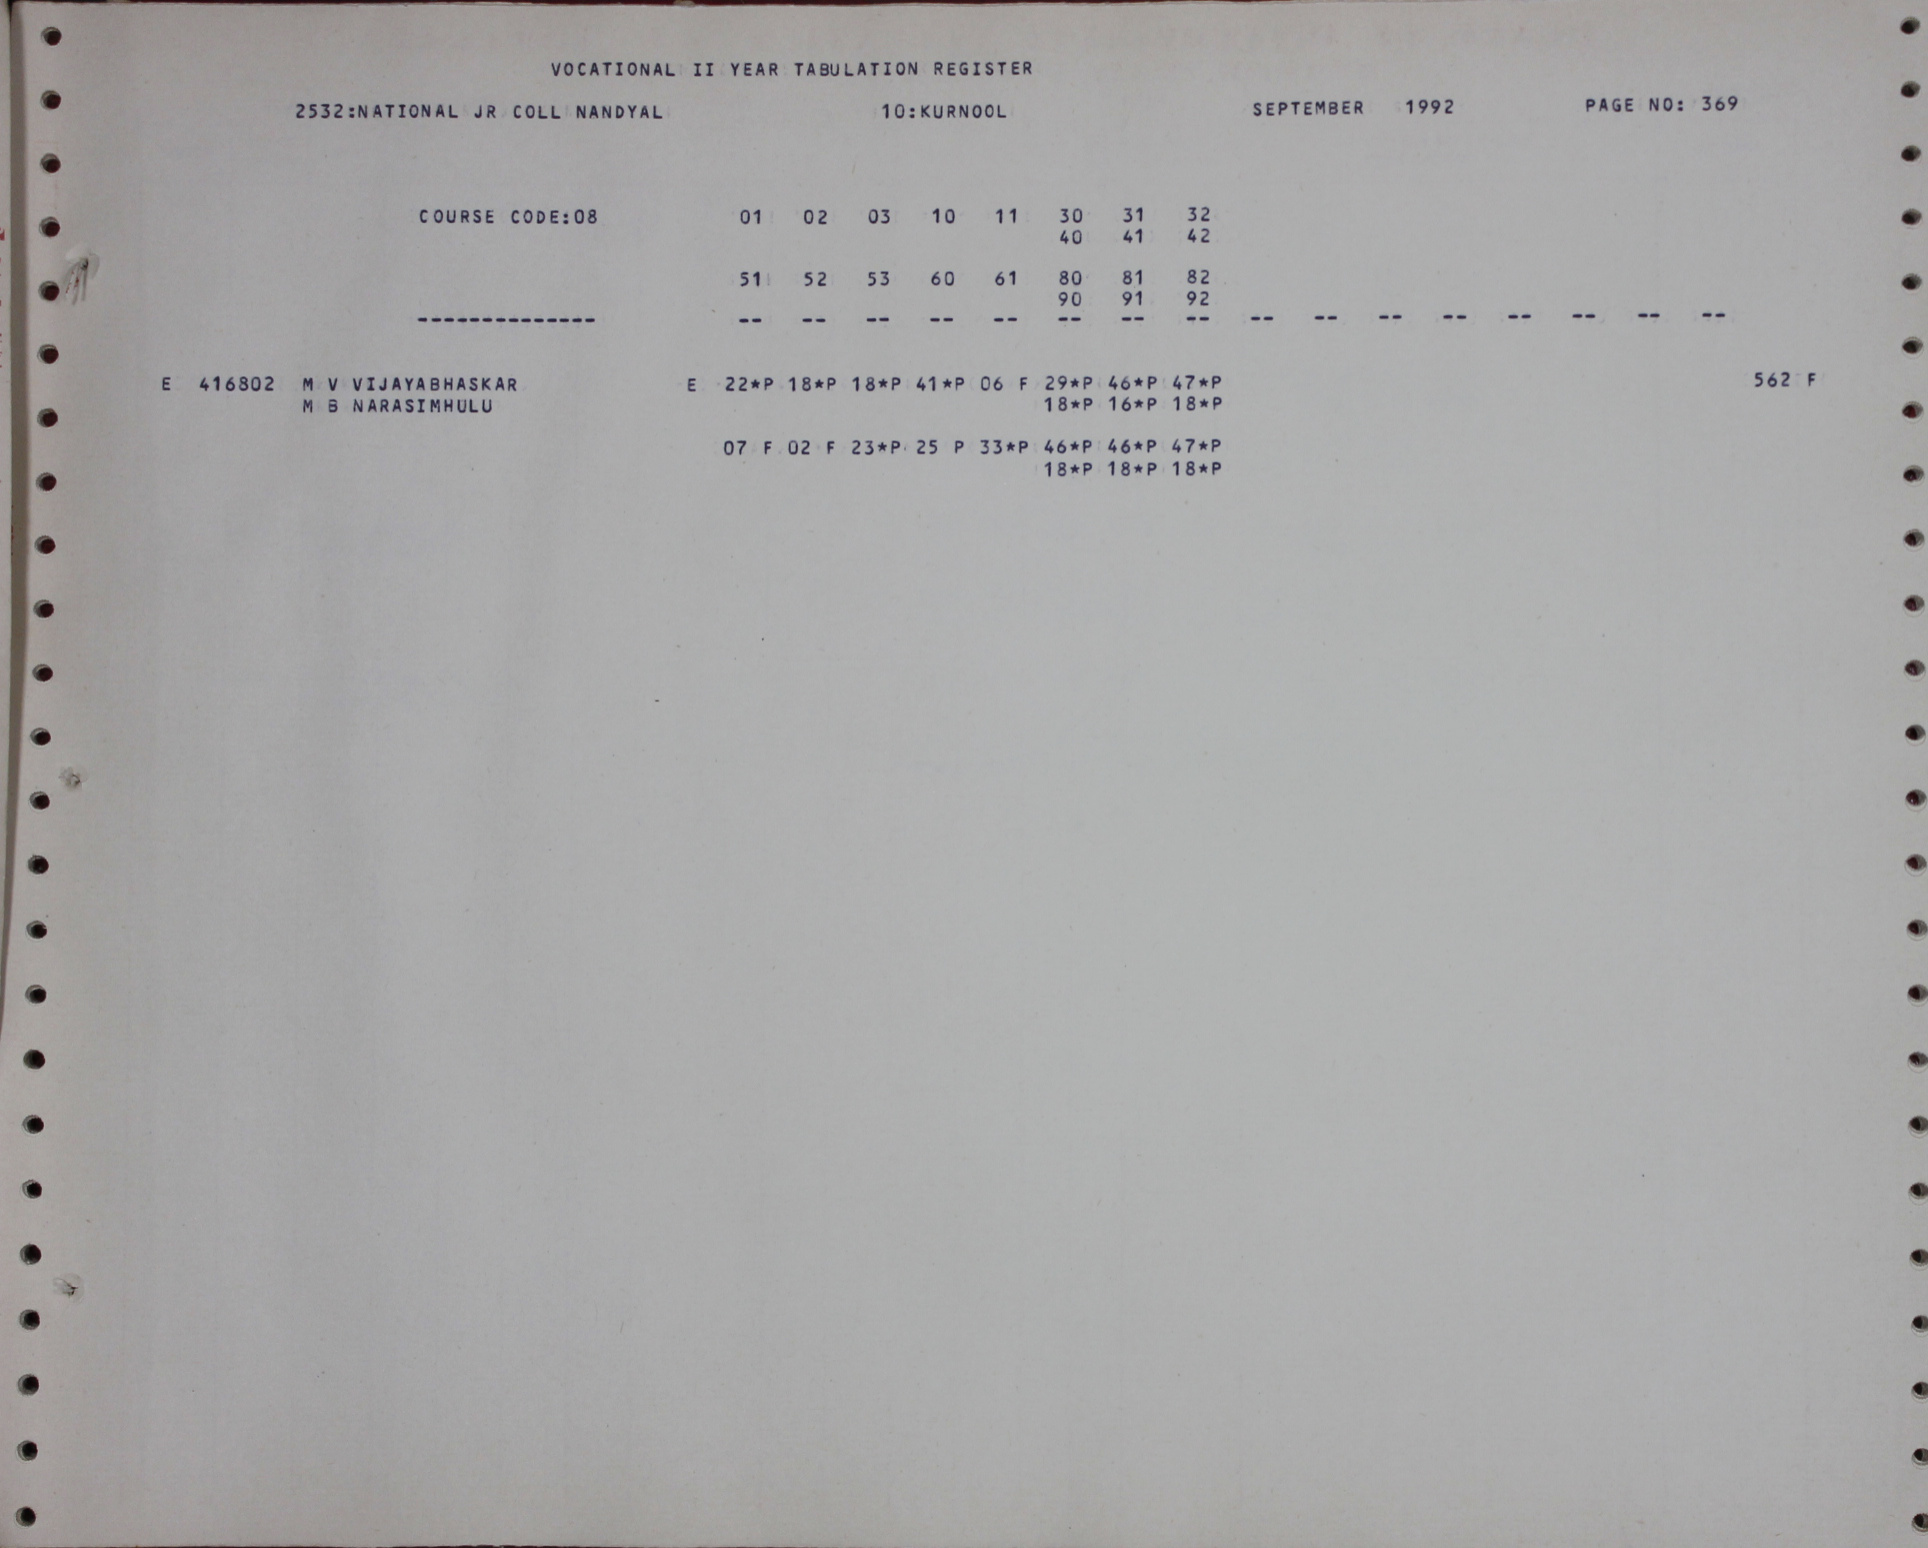 VOCATIONAL II YEAR TABULATION REGISTER
2532:NATIONAL JR COLL NANDYAL 10:KURNOOL SEPTEMBER 1992 PAGE NO: 369
COURSE CODE:08 01 02 03 10 11 30 31 32
40 41 42
51 52 53 60 61 80 81 82
90 91 92
-------------- -- -- -- -- -- -- -- -- -- -- -- -- -- -- -- --
E 416802 M V VIJAYABHASKAR E 22*P 18*P 18*P 41*P 06 F 29*P 46*P 47*P 562 F
M B NARASIMHULU 18*P 16*P 18*P
07 F 02 F 23*P 25 P 33*P 46*P 46*P 47*P
18*P 18*P 18*P